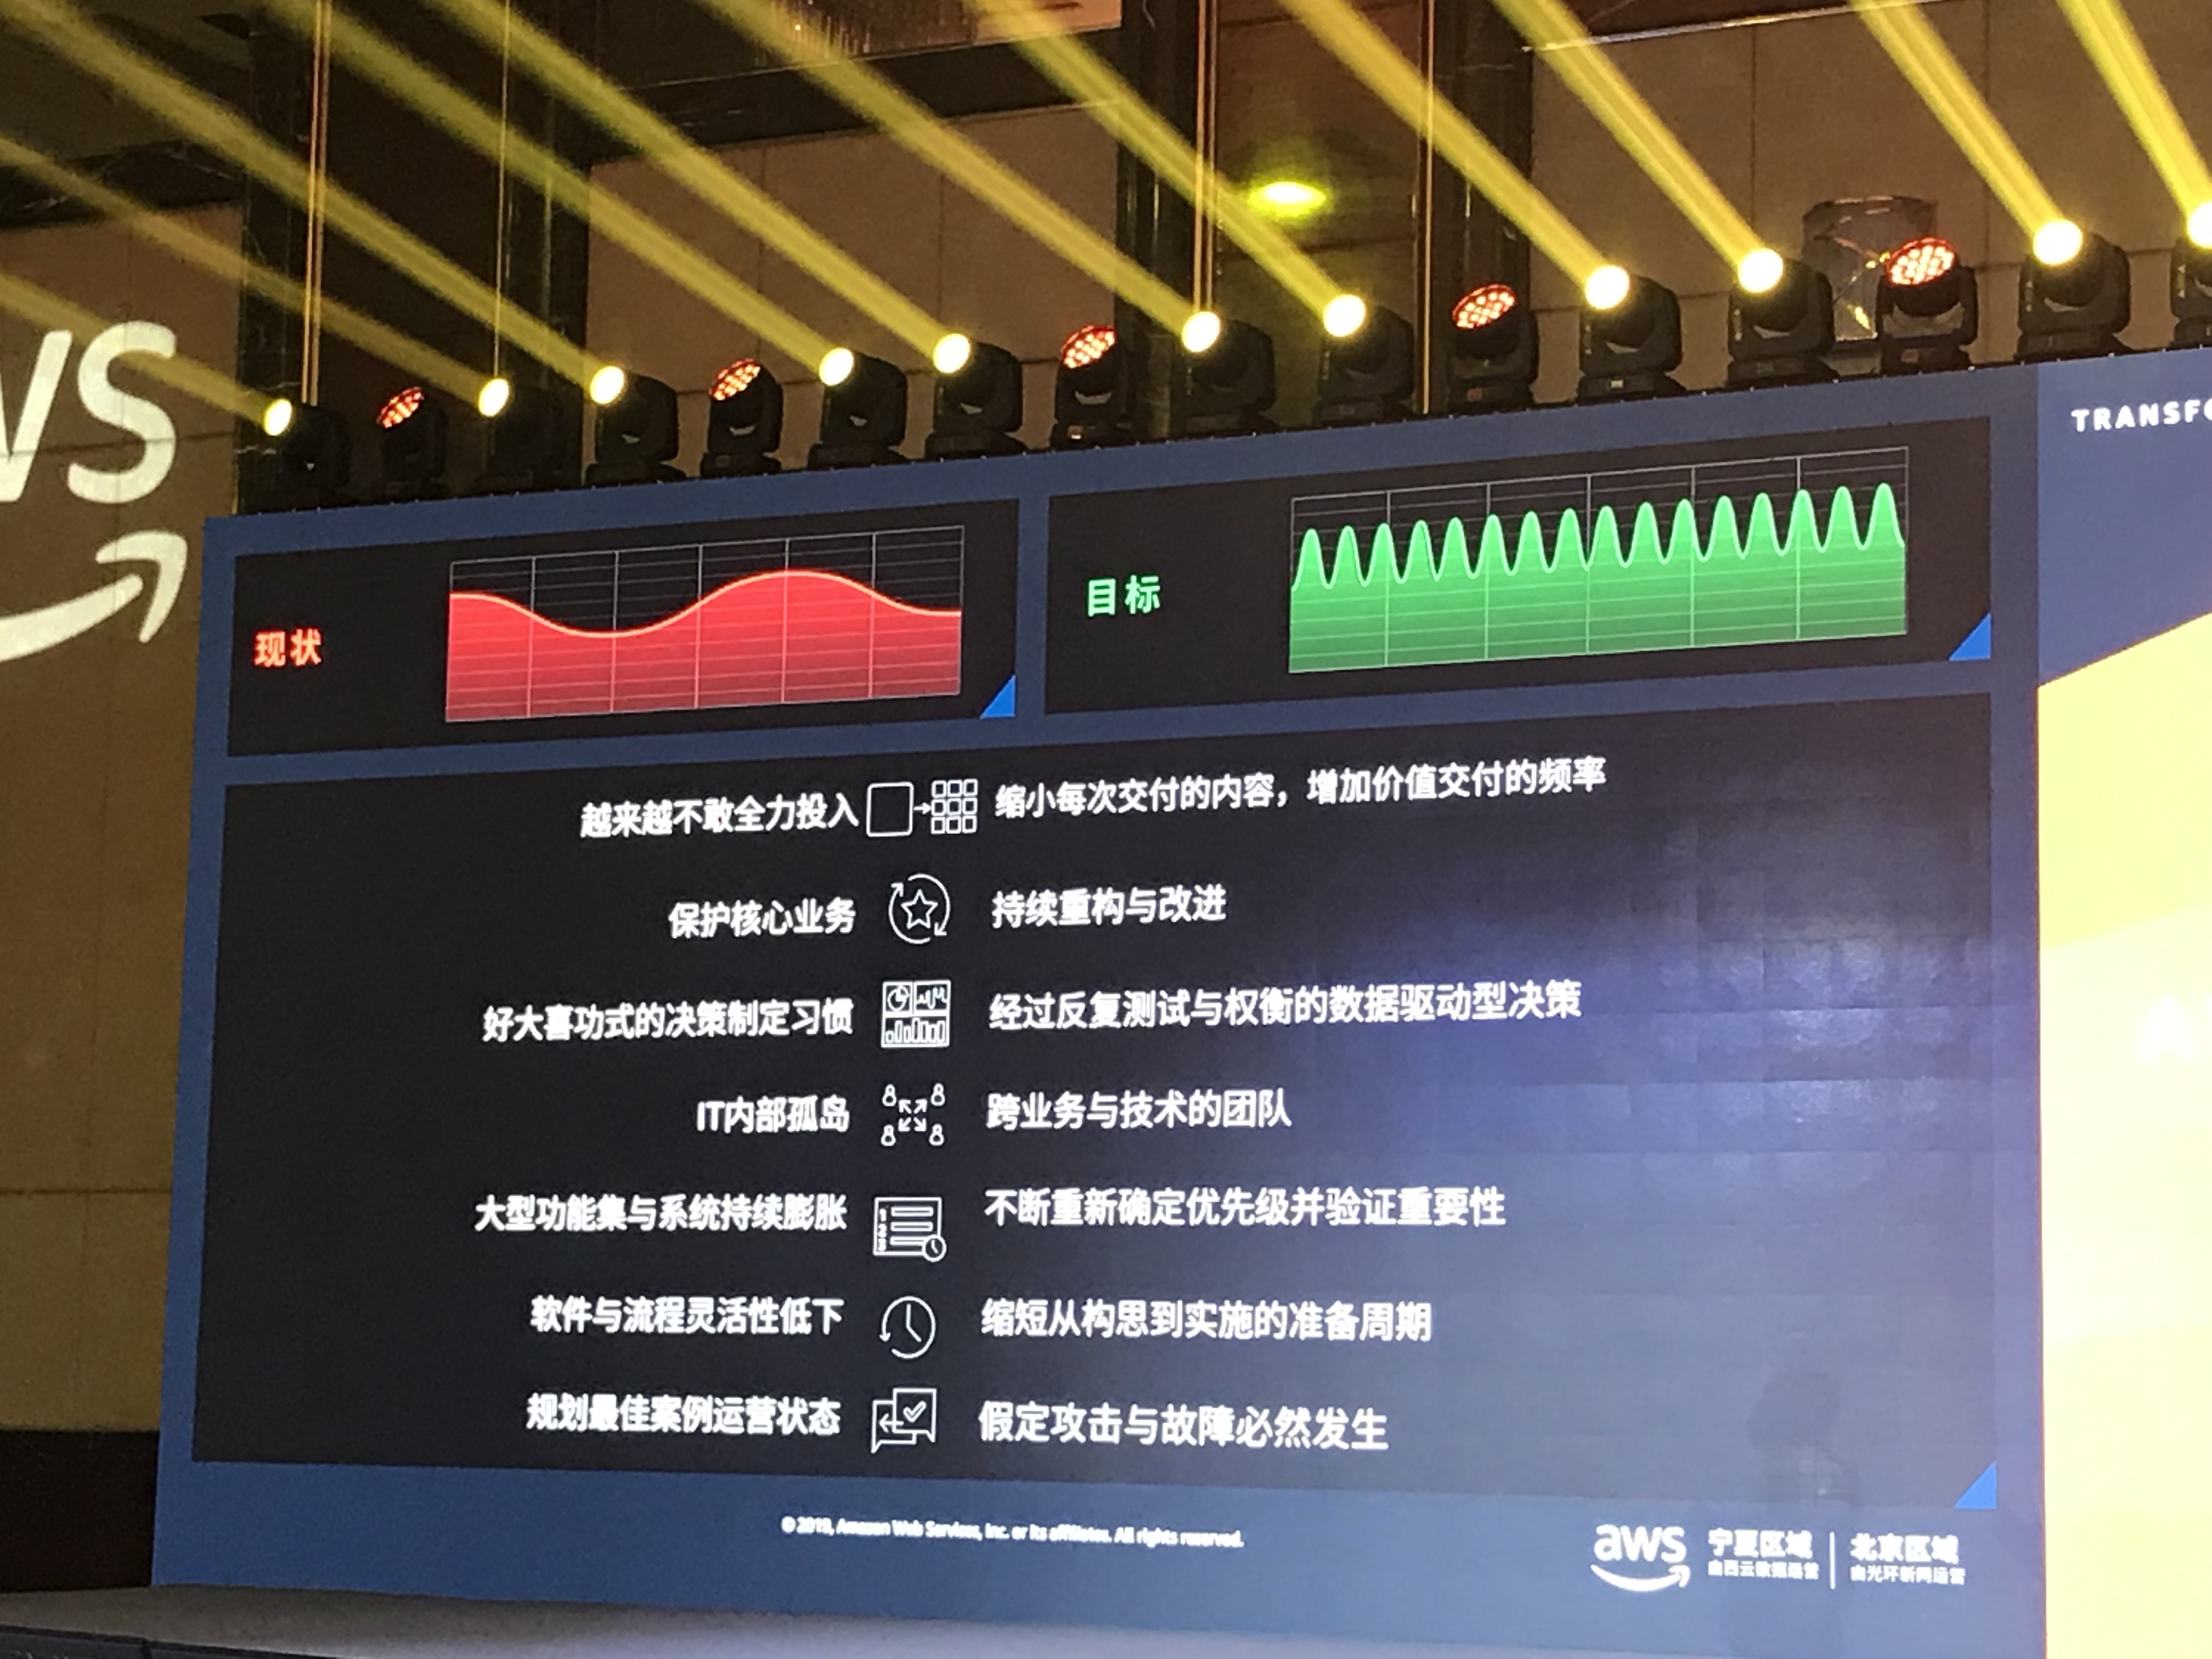 WS
TRANSFO
现状
目标
越来越不敢全力投入 缩小每次交付的内容，增加价值交付的频率
保护核心业务 持续重构与改进
好大喜功式的决策制定习惯 经过反复测试与权衡的数据驱动型决策
IT内部孤岛 跨业务与技术的团队
大型功能集与系统持续膨胀 不断重新确定优先级并验证重要性
软件与流程灵活性低下 缩短从构思到实施的准备周期
规划最佳案例运营状态 假定攻击与故障必然发生
© 2019, Amazon Web Services, Inc. or its affiliates. All rights reserved.
aws 宁夏区域 北京区域
由西云数据运营 由光环新网运营